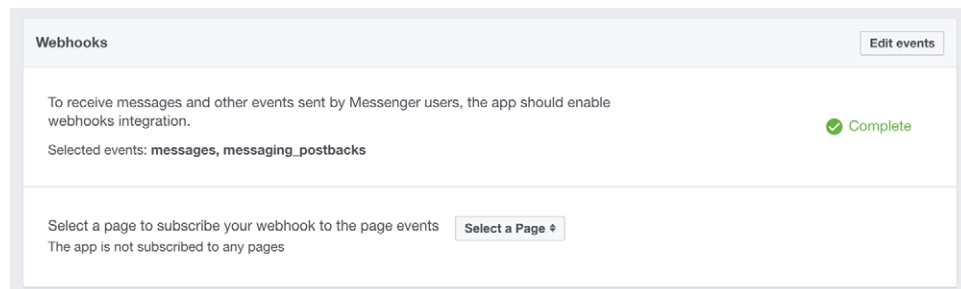 Webhooks
Edit events
To receive messages and other events sent by Messenger users, the app should enable
webhooks integration.
Complete
Selected events: messages, messaging_postbacks
Select a page to subscribe your webhook to the page events
Select a Page
The app is not subscribed to any pages